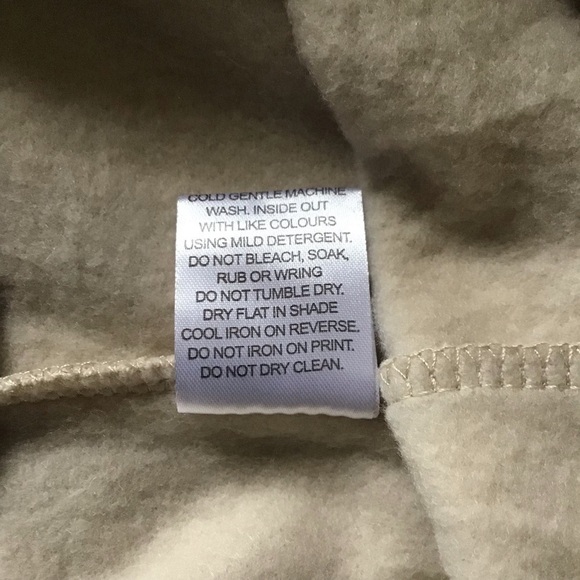 COLD GENTLE MACHINE
WASH. INSIDE OUT
WITH LIKE COLOURS
USING MILD DETERGENT.
DO NOT BLEACH, SOAK,
RUB OR WRING
DO NOT TUMBLE DRY.
DRY FLAT IN SHADE
COOL IRON ON REVERSE.
DO NOT IRON ON PRINT.
DO NOT DRY CLEAN.